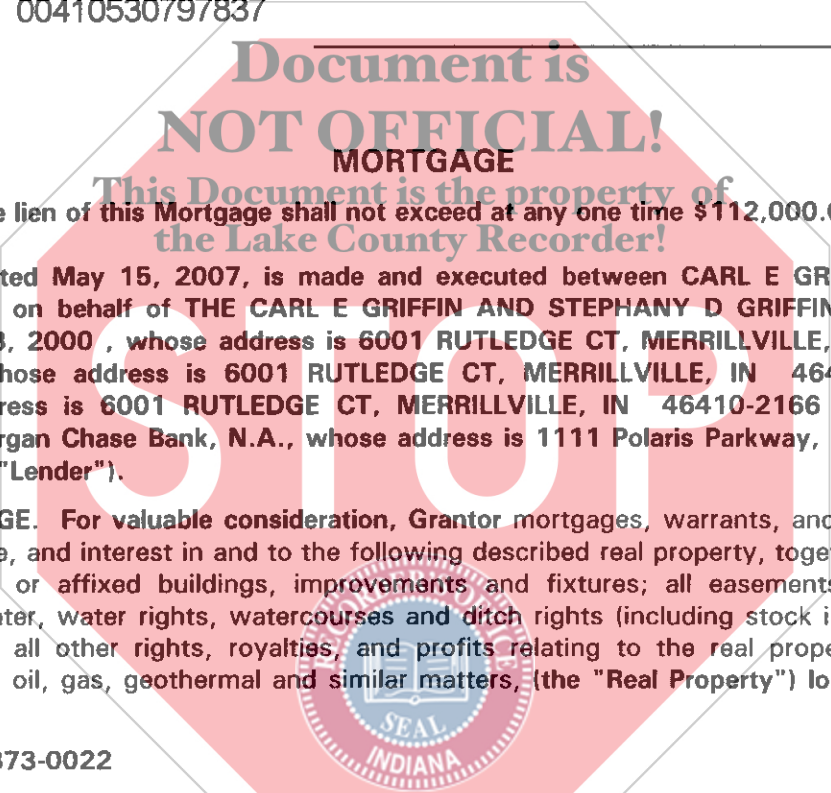 00410530797837
Document is
NOT OFFICIAL!
MORTGAGE
This Document is the property of
e lien of this Mortgage shall not exceed at any one time $112,000.
the Lake County Recorder!
ted May 15, 2007, is made and executed between CARL E GR
on behalf of THE CARL E GRIFFIN AND STEPHANY D GRIFFIN
, 2000 , whose address is 6001 RUTLEDGE CT, MERRILLVILLE,
hose address is 6001 RUTLEDGE CT, MERRILLVILLE, IN 464
ress is 6001 RUTLEDGE CT, MERRILLVILLE, IN 46410-2166
rgan Chase Bank, N.A., whose address is 1111 Polaris Parkway,
"Lender").
STOP
GE. For valuable consideration, Grantor mortgages, warrants, and
e, and interest in and to the following described real property, toge
or affixed buildings, improvements and fixtures; all easements
ter, water rights, watercourses and ditch rights (including stock i
all other rights, royalties, and profits relating to the real prope
oil, gas, geothermal and similar matters, (the "Real Property") lo
RECORDER'S OFFICE
SEAL
INDIANA
373-0022